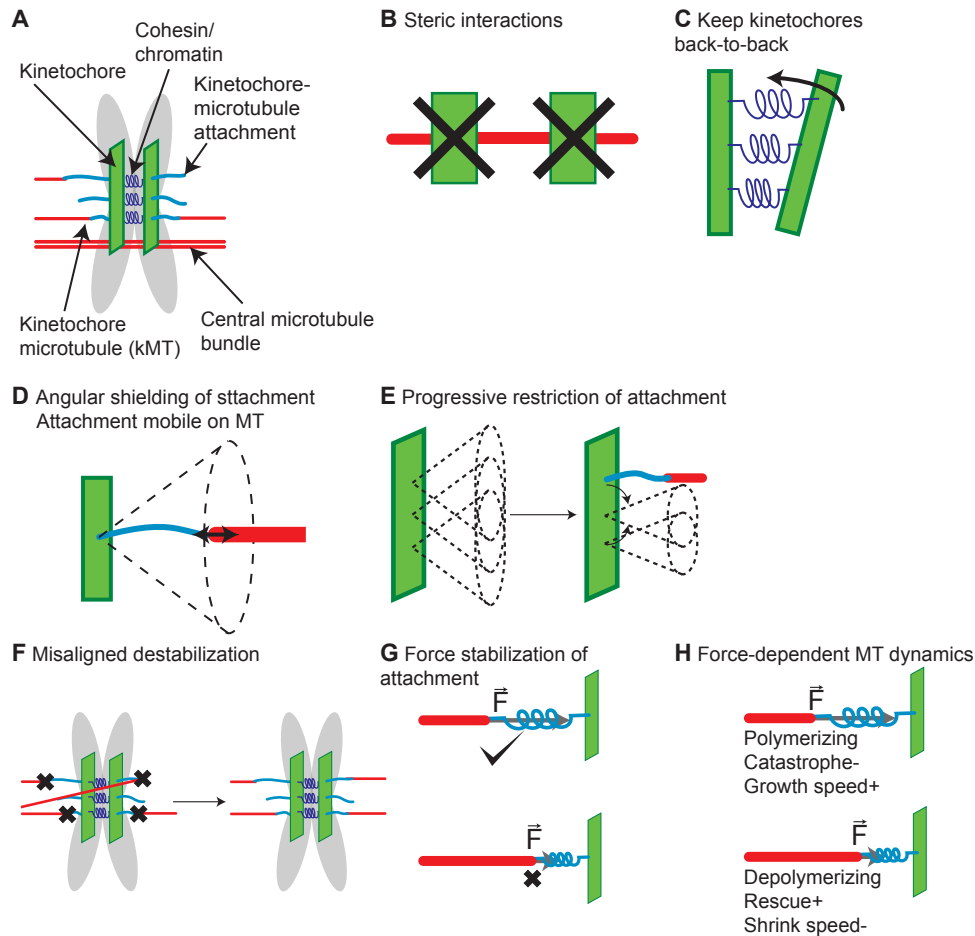 A
Cohesin/
chromatin
Kinetochore
Kinetochore-
microtubule
attachment
Kinetochore
microtubule (kMT)
Central microtubule
bundle
B Steric interactions
C Keep kinetochores
back-to-back
D Angular shielding of sttachment
Attachment mobile on MT
E Progressive restriction of attachment
F Misaligned destabilization
G Force stabilization of
attachment
F⃗
F⃗
H Force-dependent MT dynamics
F⃗
Polymerizing
Catastrophe-
Growth speed+
F⃗
Depolymerizing
Rescue+
Shrink speed-